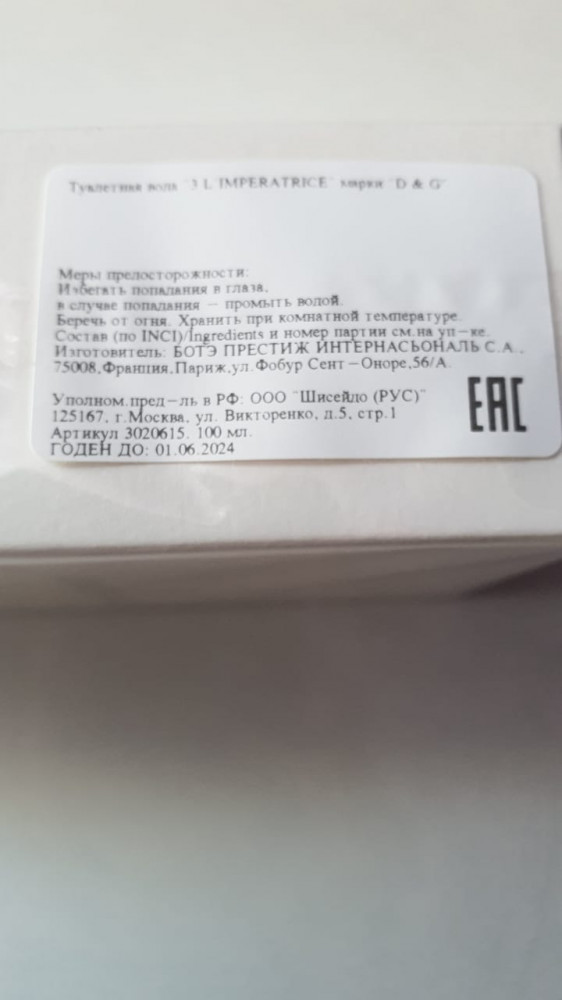 Туалетная вода "3 L'IMPERATRICE" марки "D & G"
Меры предосторожности:
Избегать попадания в глаза,
в случае попадания — промыть водой.
Беречь от огня. Хранить при комнатной температуре.
Состав (по INCI)/Ingredients и номер партии см.на уп-ке.
Изготовитель: БОТЭ ПРЕСТИЖ ИНТЕРНАСЬОНАЛЬ С.А.,
75008,Франция,Париж,ул.Фобур Сент-Оноре,56/А.
Уполном.пред-ль в РФ: ООО "Шисейдо (РУС)"
125167, г.Москва, ул. Викторенко, д.5, стр.1
Артикул 3020615. 100 мл.
ГОДЕН ДО: 01.06.2024
EAC